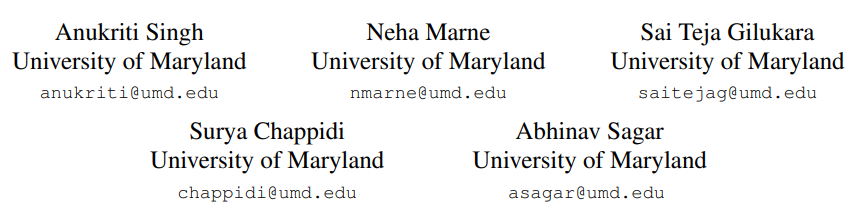 Anukriti Singh
University of Maryland
anukriti@umd.edu
Neha Marne
University of Maryland
nmarne@umd.edu
Sai Teja Gilukara
University of Maryland
saitejag@umd.edu
Surya Chappidi
University of Maryland
chappidi@umd.edu
Abhinav Sagar
University of Maryland
asagar@umd.edu